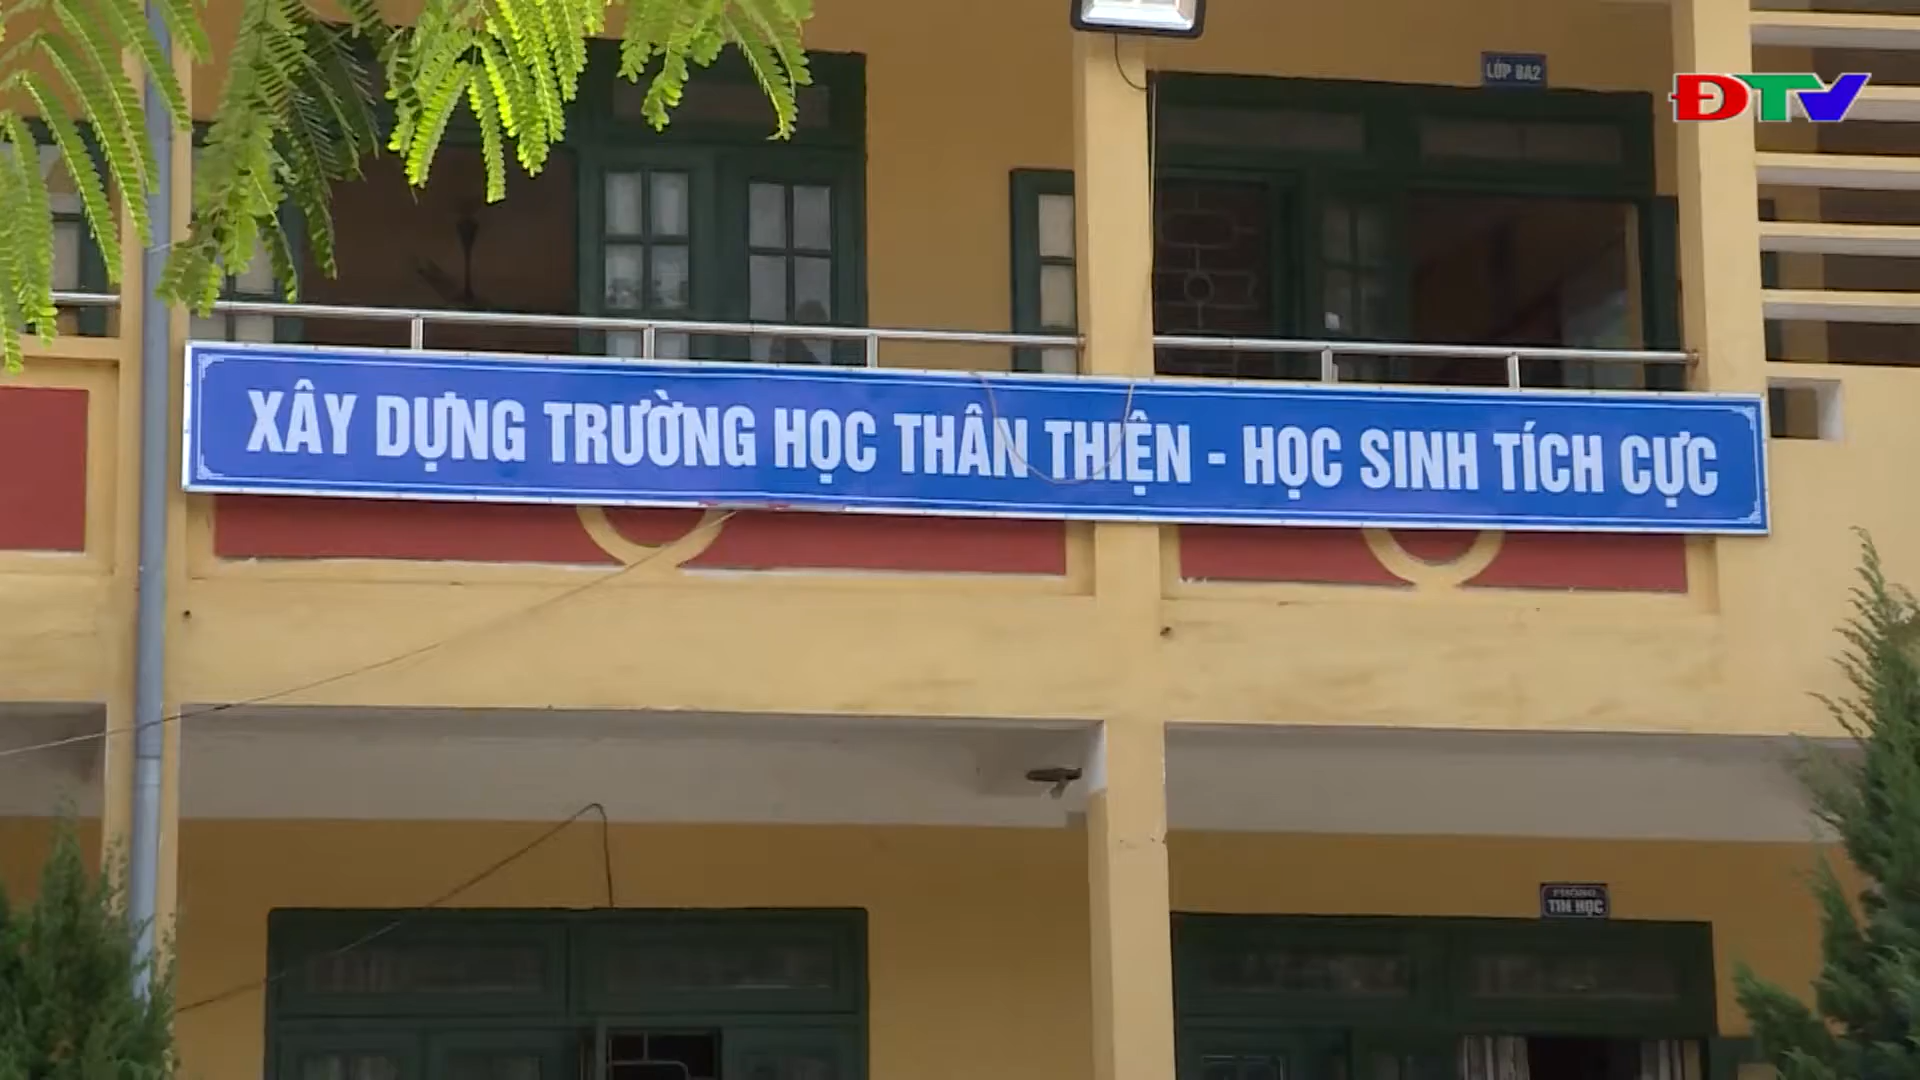 LỚP 8A2
ĐTV
XÂY DỰNG TRƯỜNG HỌC THÂN THIỆN - HỌC SINH TÍCH CỰC
PHÒNG
TIN HỌC